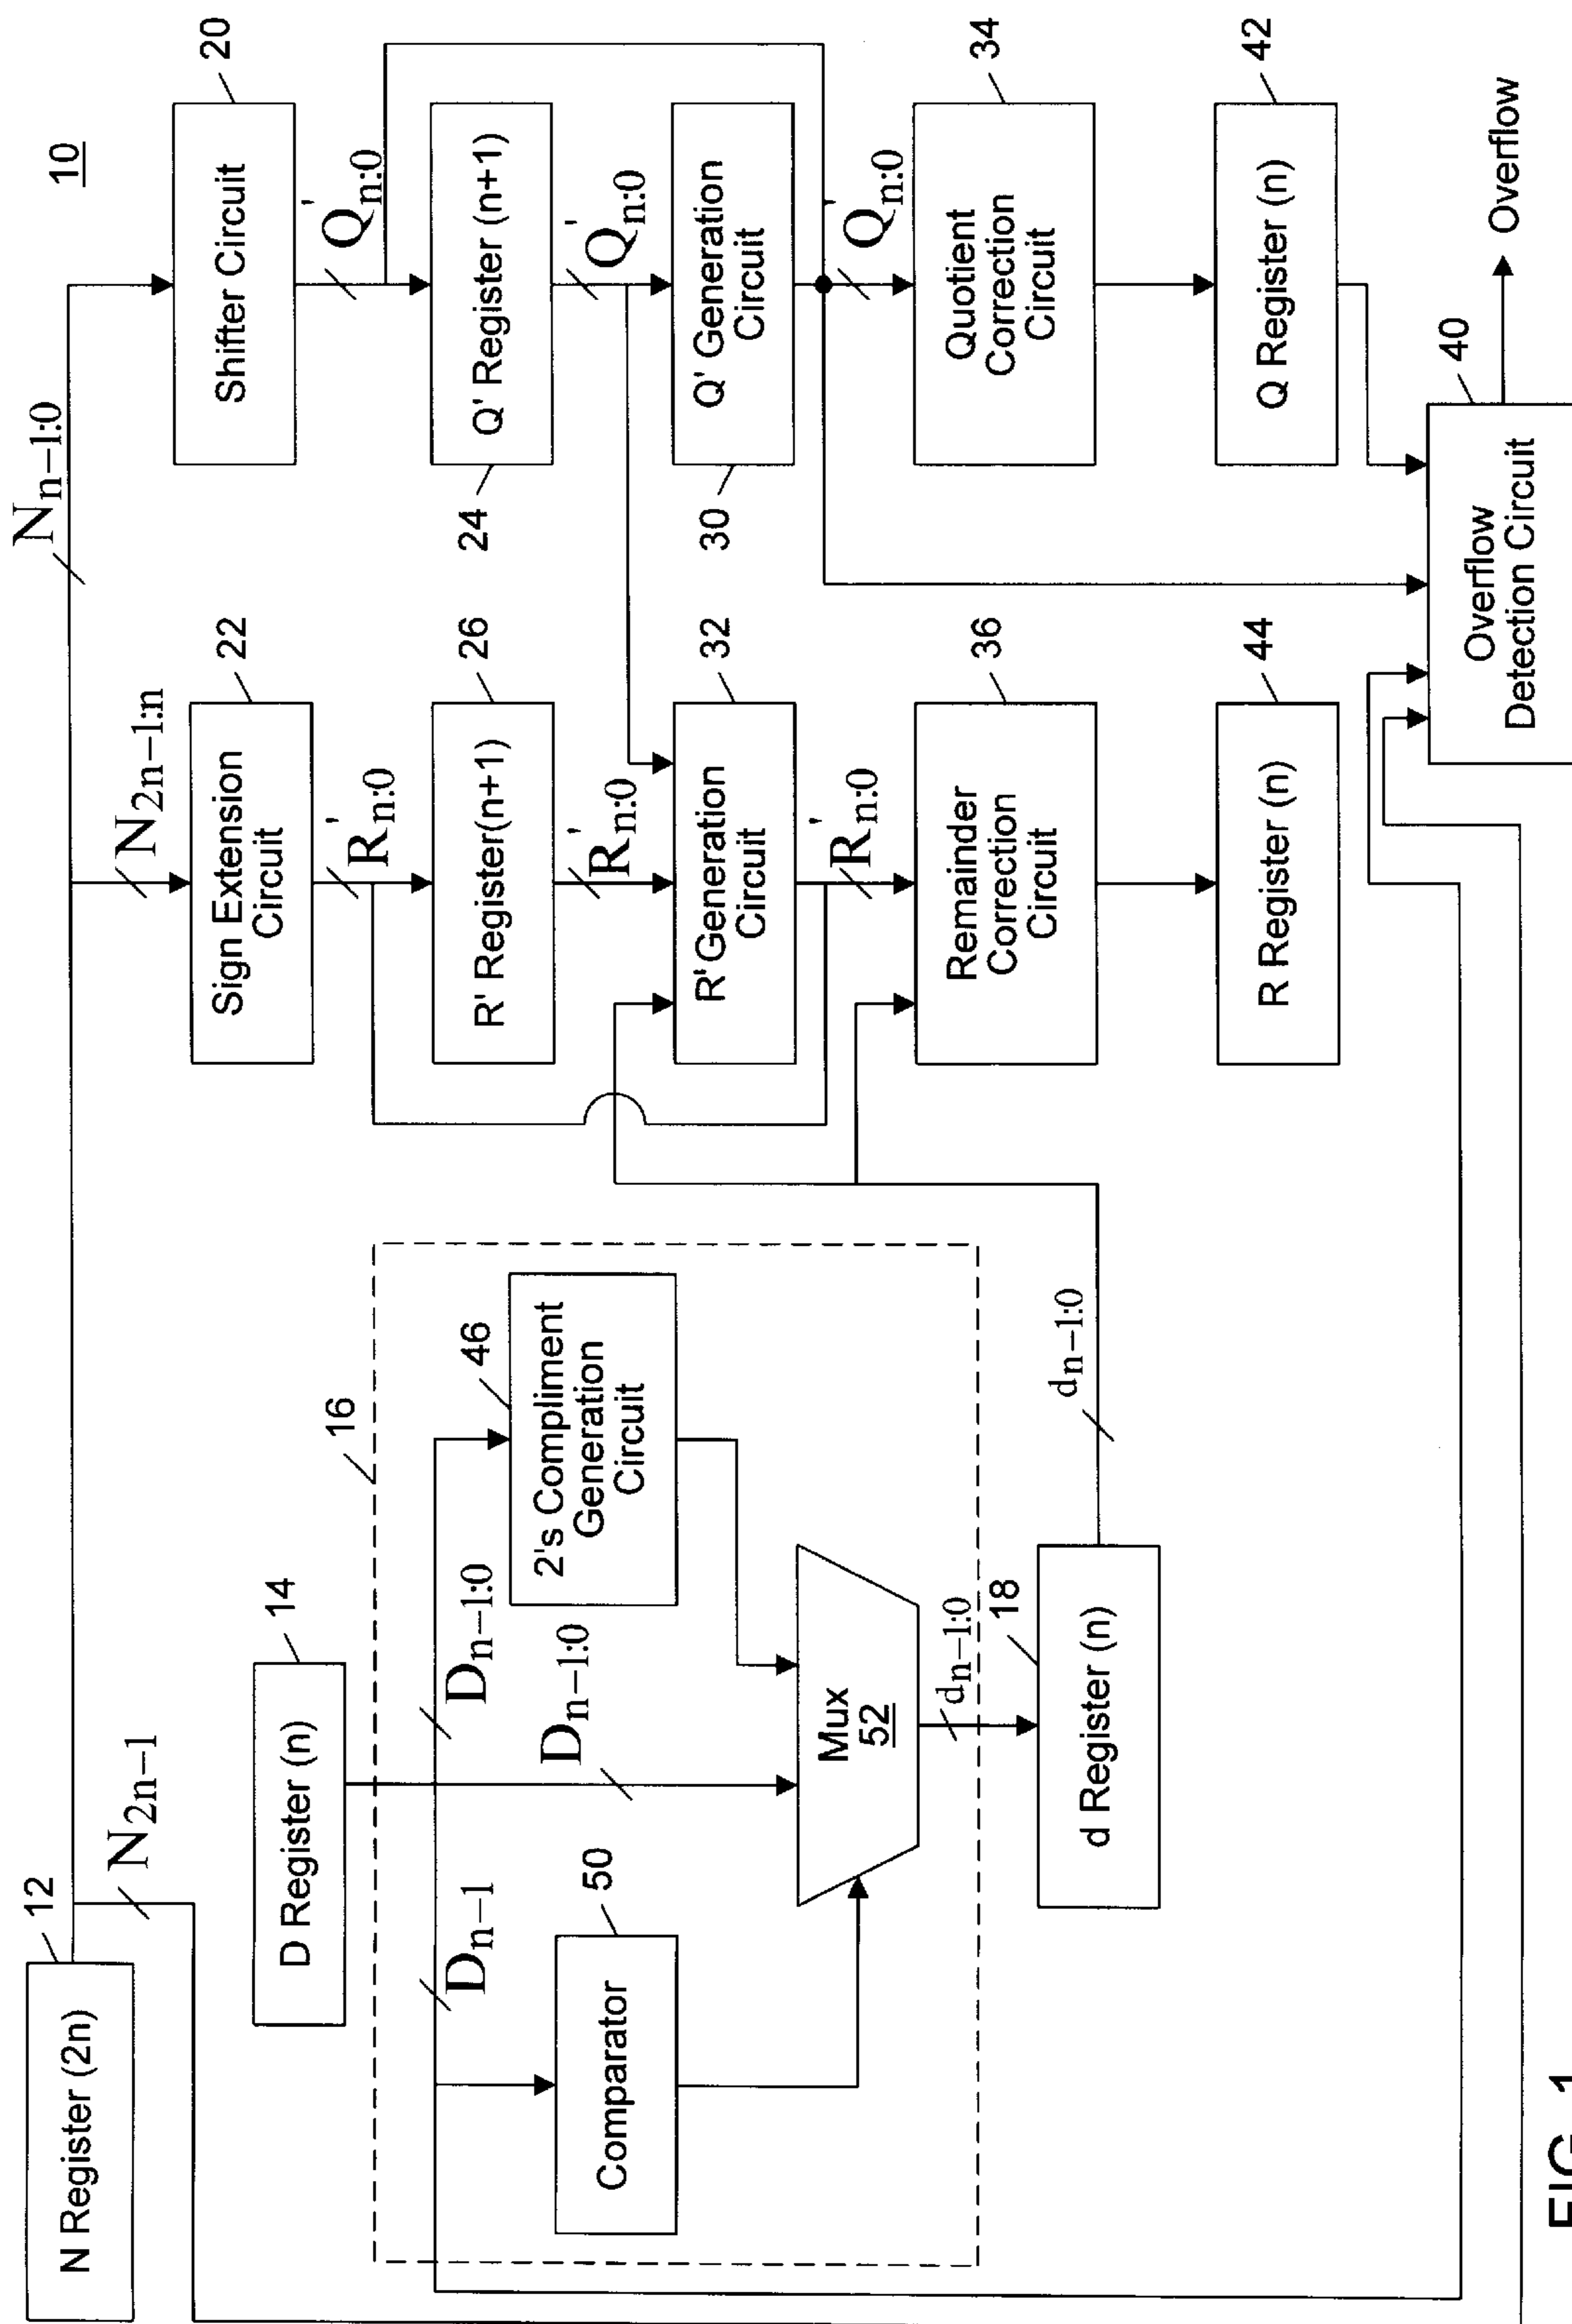 10
N Register (2n)
12
N2n−1
Nn−1:0
N2n−1:n
D Register (n)
14
16
Dn−1
Dn−1:0
Dn−1:0
Comparator
50
2's Compliment
Generation
Circuit
46
Mux
52
dn−1:0
d Register (n)
18
dn−1:0
Sign Extension
Circuit
22
R'n:0
R' Register(n+1)
26
R'n:0
R' Generation
Circuit
32
R'n:0
Remainder
Correction
Circuit
36
R Register (n)
44
Shifter Circuit
20
Q'n:0
Q' Register (n+1)
24
Q'n:0
Q' Generation
Circuit
30
Q'n:0
Quotient
Correction
Circuit
34
Q Register (n)
42
Overflow
Detection Circuit
40
Overflow
FIG. 1